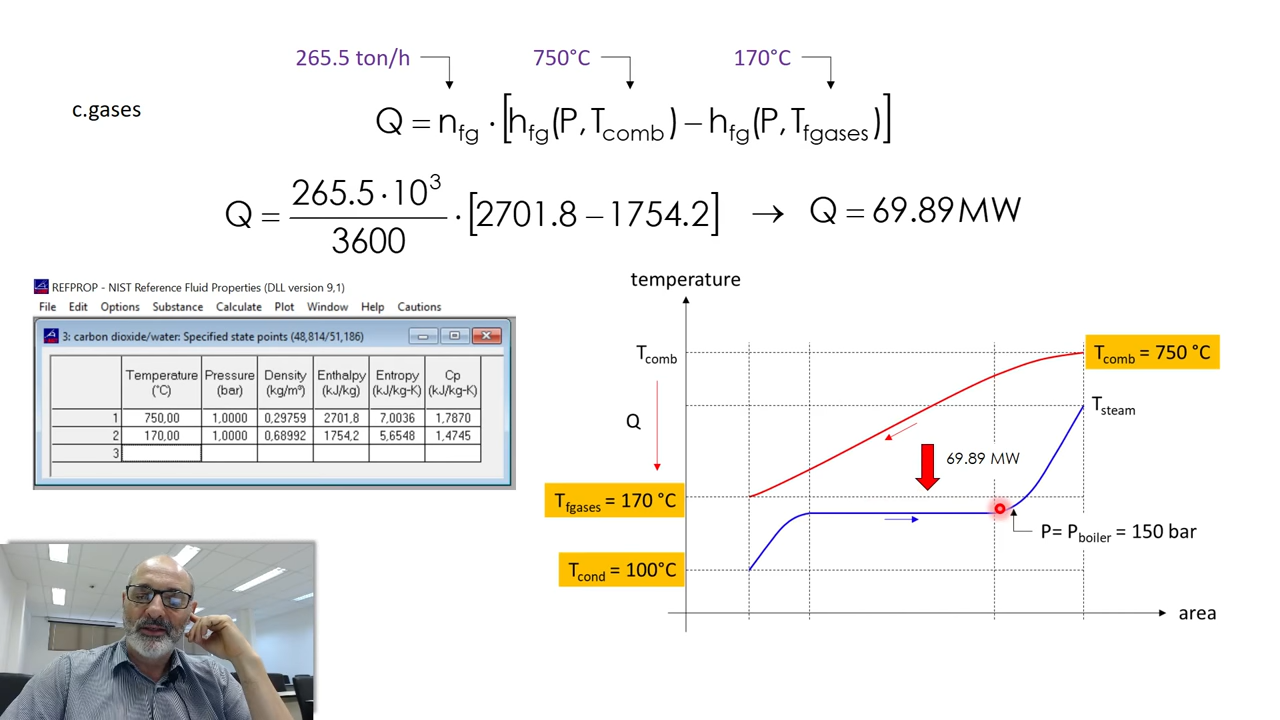 265.5 ton/h 750°C 170°C
c.gases
Q = n_fg · [h_fg(P, T_comb) − h_fg(P, T_fgases)]
Q = 265.5 · 10³ / 3600 · [2701.8 − 1754.2] → Q = 69.89 MW
REFPROP - NIST Reference Fluid Properties (DLL version 9,1)
File Edit Options Substance Calculate Plot Window Help Cautions
3: carbon dioxide/water: Specified state points (48,814/51,186)
Temperature Pressure Density Enthalpy Entropy Cp
(°C) (bar) (kg/m³) (kJ/kg) (kJ/kg-K) (kJ/kg-K)
1 750,00 1,0000 0,29759 2701,8 7,0036 1,7870
2 170,00 1,0000 0,68992 1754,2 5,6548 1,4745
3
temperature
T_comb
T_comb = 750 °C
T_steam
Q
69.89 MW
T_fgases = 170 °C
P= P_boiler = 150 bar
T_cond = 100°C
area